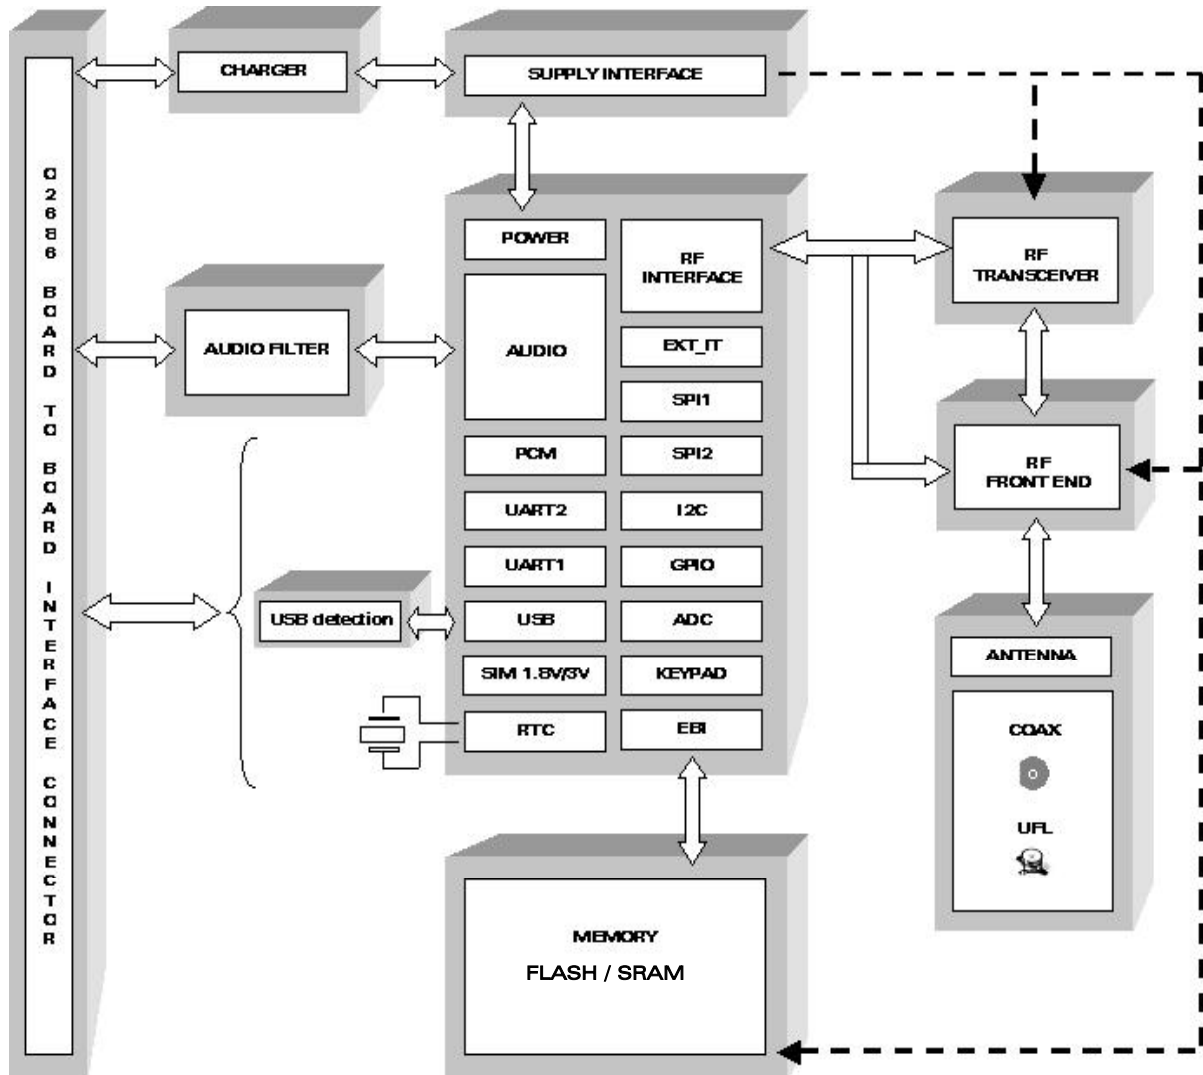 Q2686 BOARD TO BOARD INTERFACE CONNECTOR
CHARGER
SUPPLY INTERFACE
POWER
RF
INTERFACE
RF
TRANSCEIVER
AUDIO FILTER
AUDIO
EXT_IT
SPI1
PCM
SPI2
RF
FRONT END
UART2
I2C
UART1
GPIO
USB detection
USB
ADC
ANTENNA
SIM 1.8V/3V
KEYPAD
RTC
EBI
COAX
UFL
MEMORY
FLASH / SRAM